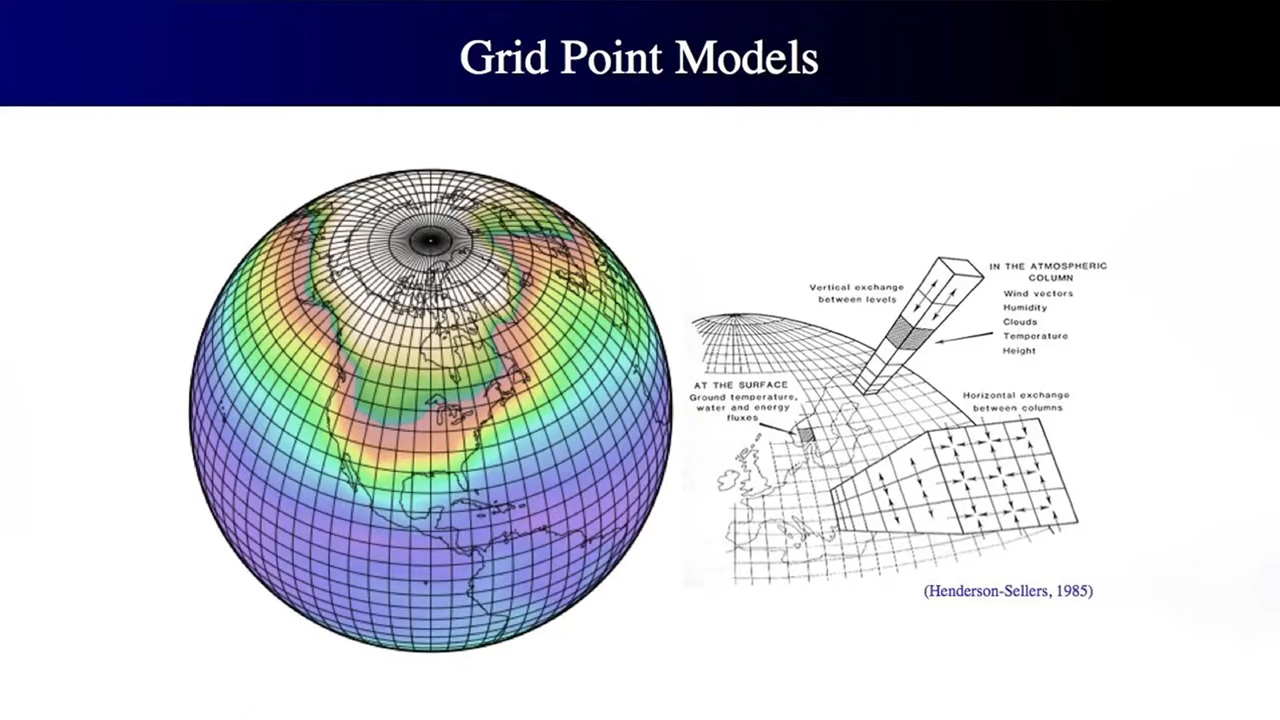 Grid Point Models
Vertical exchange
between levels
IN THE ATMOSPHERIC
COLUMN
Wind vectors
Humidity
Clouds
Temperature
Height
AT THE SURFACE
Ground temperature,
water and energy
fluxes
Horizontal exchange
between columns
(Henderson-Sellers, 1985)